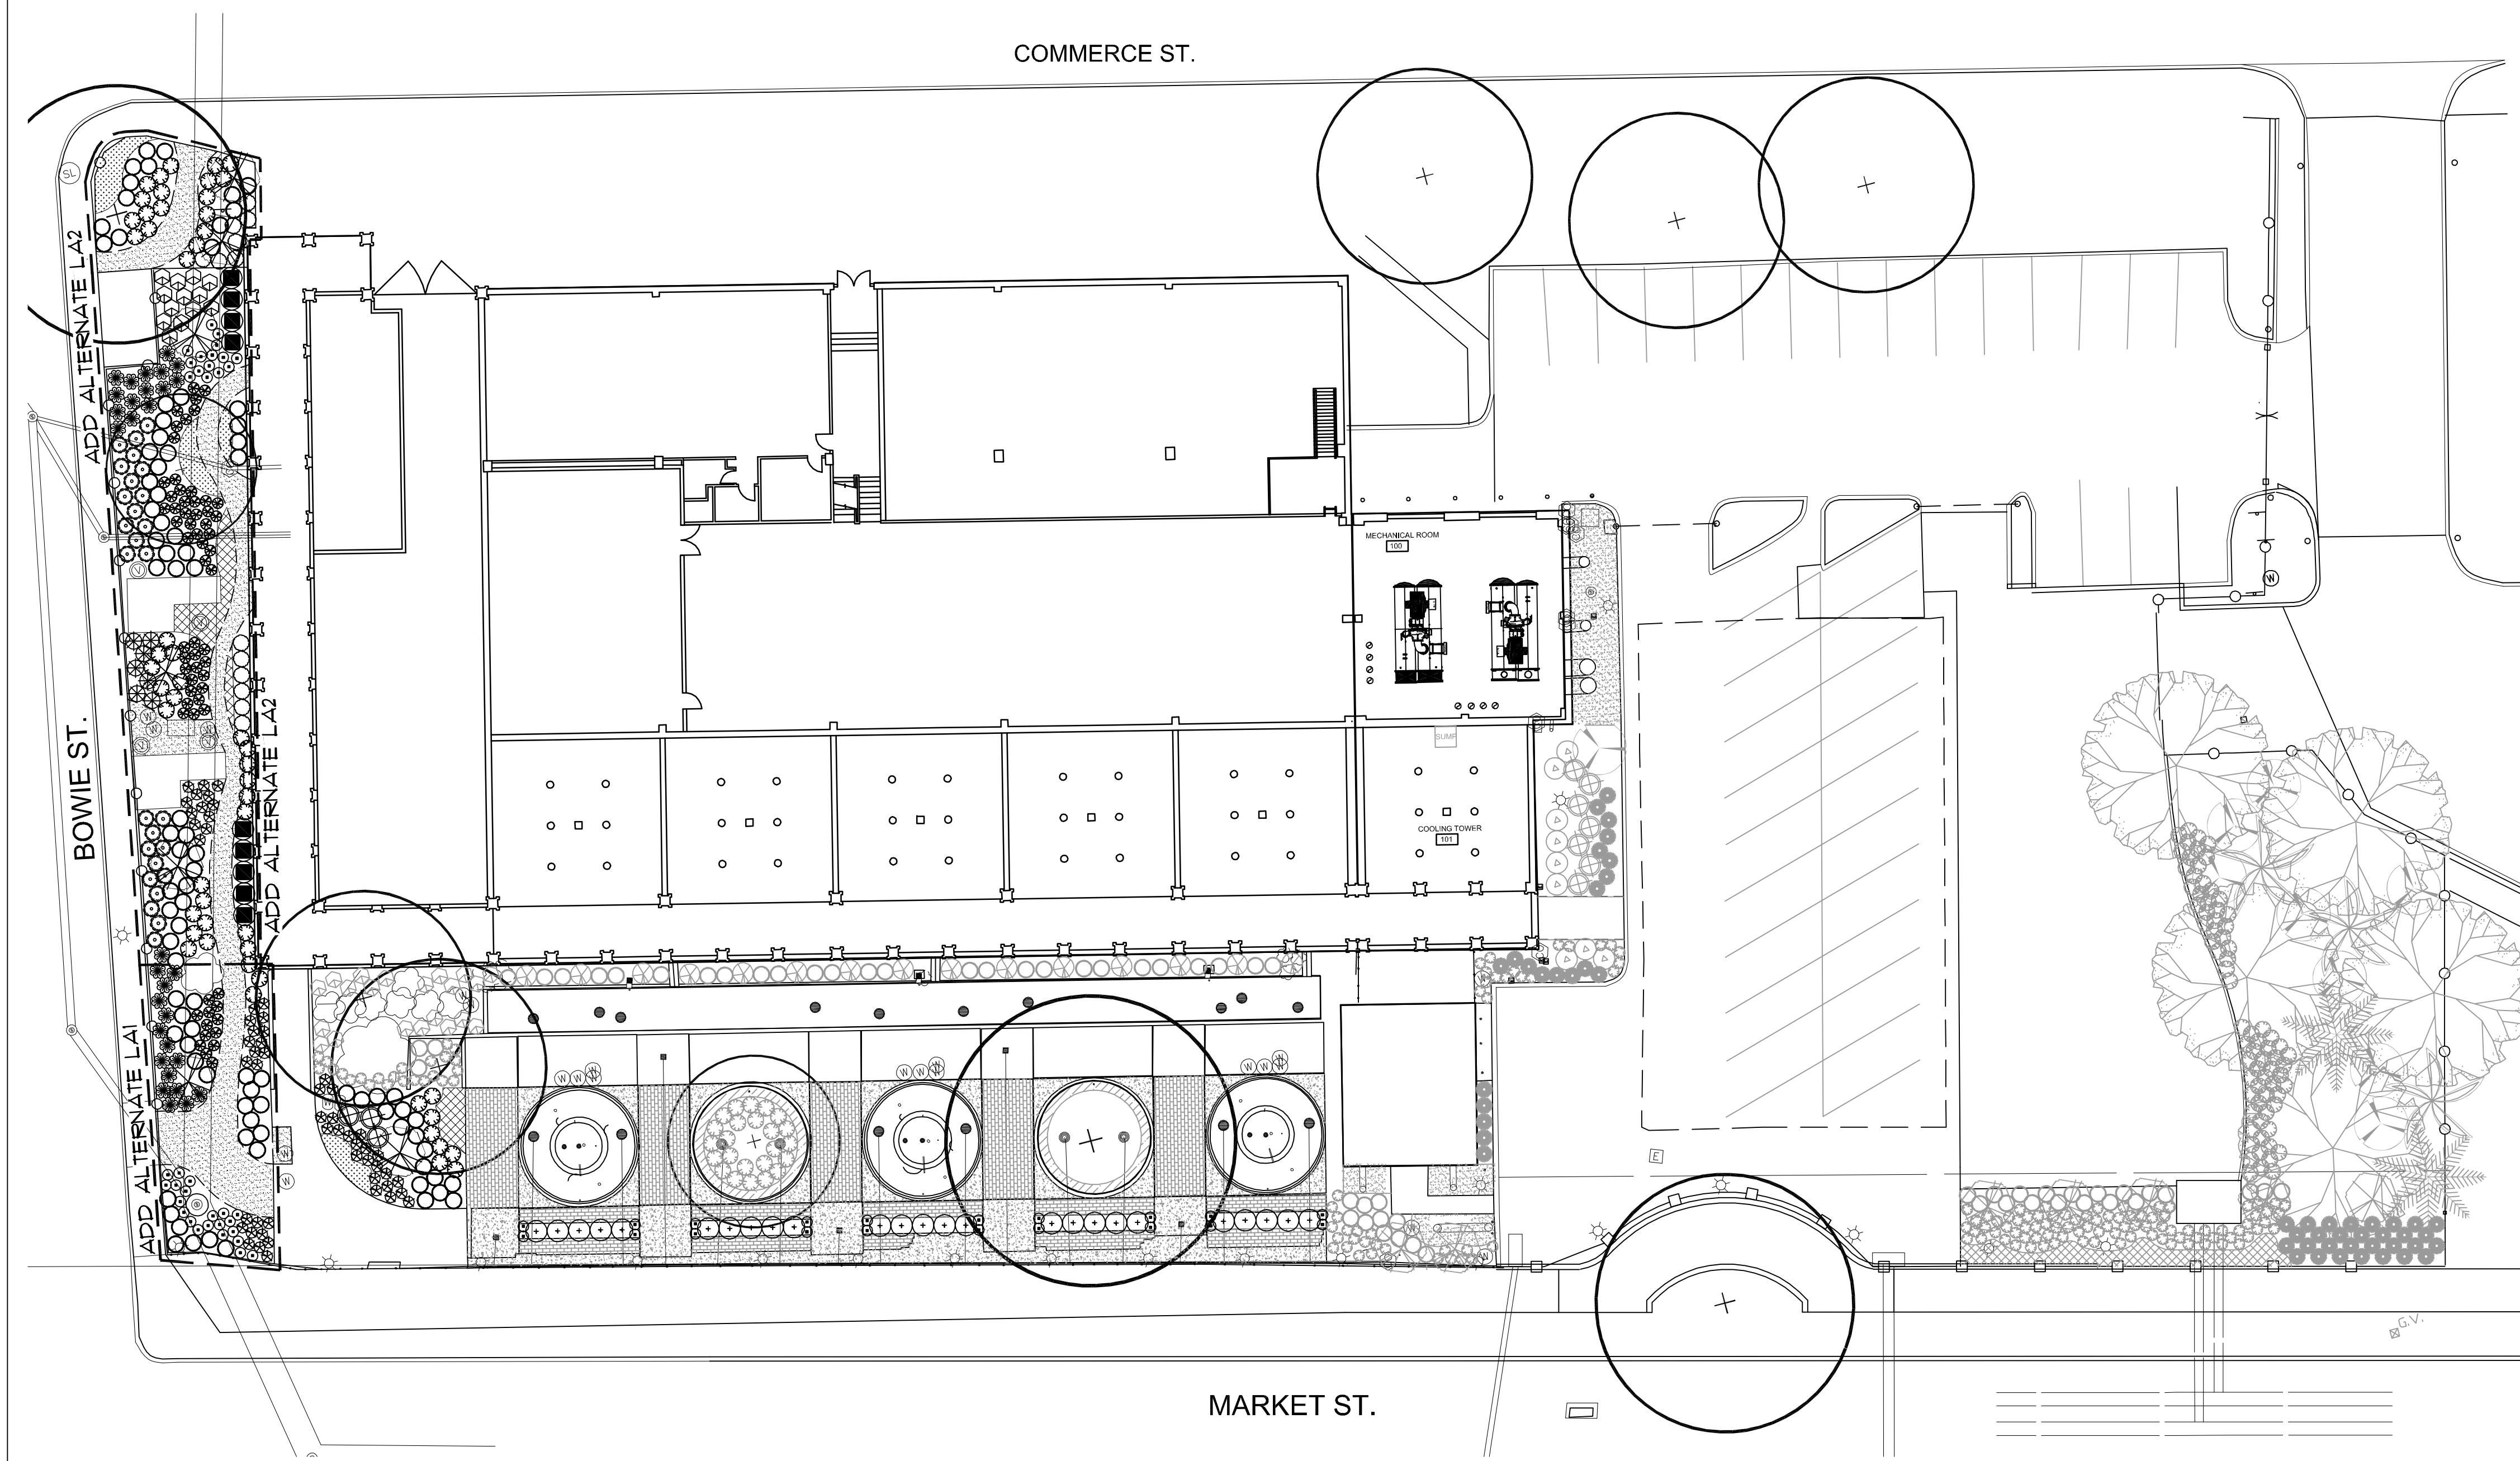 COMMERCE ST.
SL
ADD ALTERNATE LA2
MECHANICAL ROOM
100
W
V
V
W
W
W
V
V
SUMP
ADD ALTERNATE LA2
BOWIE ST.
COOLING TOWER
101
ADD ALTERNATE LA1
W W W
W W W W
W W W
W
W
E
W
W
G.V.
MARKET ST.